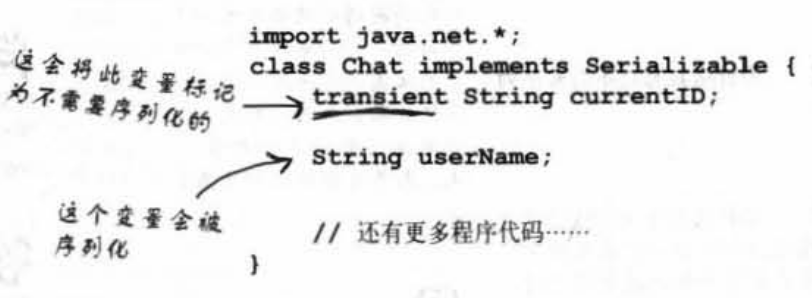 import java.net.*;
class Chat implements Serializable {
transient String currentID;
String userName;
// 还有更多程序代码……
}
这会将此变量标记
为不需要序列化的
这个变量会被
序列化